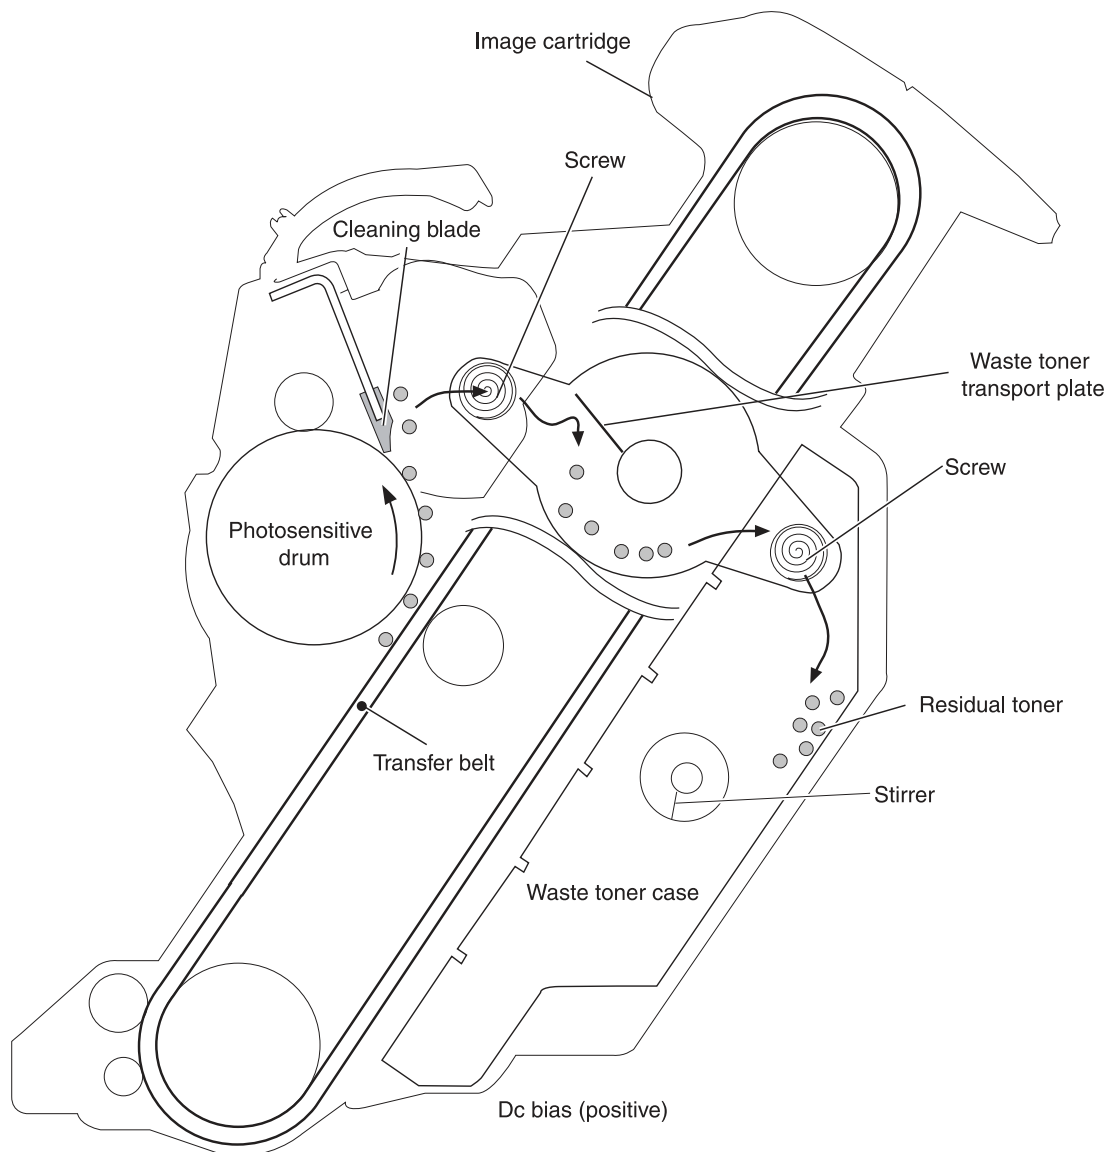 Image cartridge
Screw
Cleaning blade
Waste toner
transport plate
Screw
Photosensitive
drum
Residual toner
Transfer belt
Stirrer
Waste toner case
Dc bias (positive)